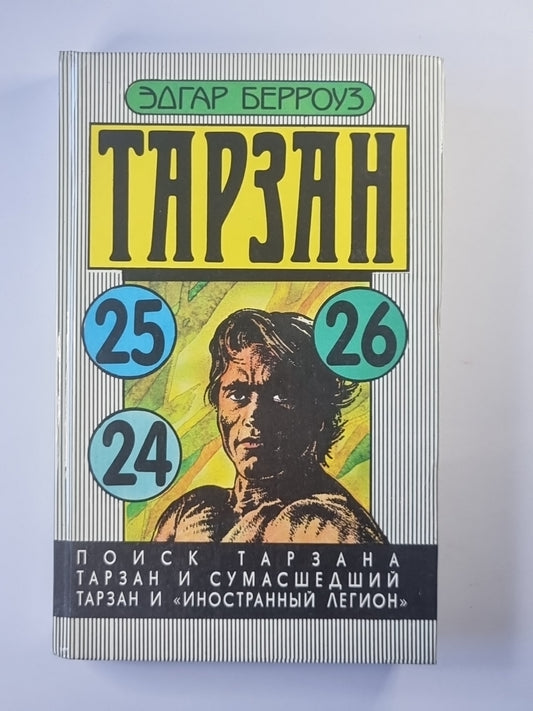 ЭДГАР БЕРРОУЗ
ТАРЗАН
25
26
24
ПОИСК ТАРЗАНА
ТАРЗАН И СУМАСШЕДШИЙ
ТАРЗАН И «ИНОСТРАННЫЙ ЛЕГИОН»